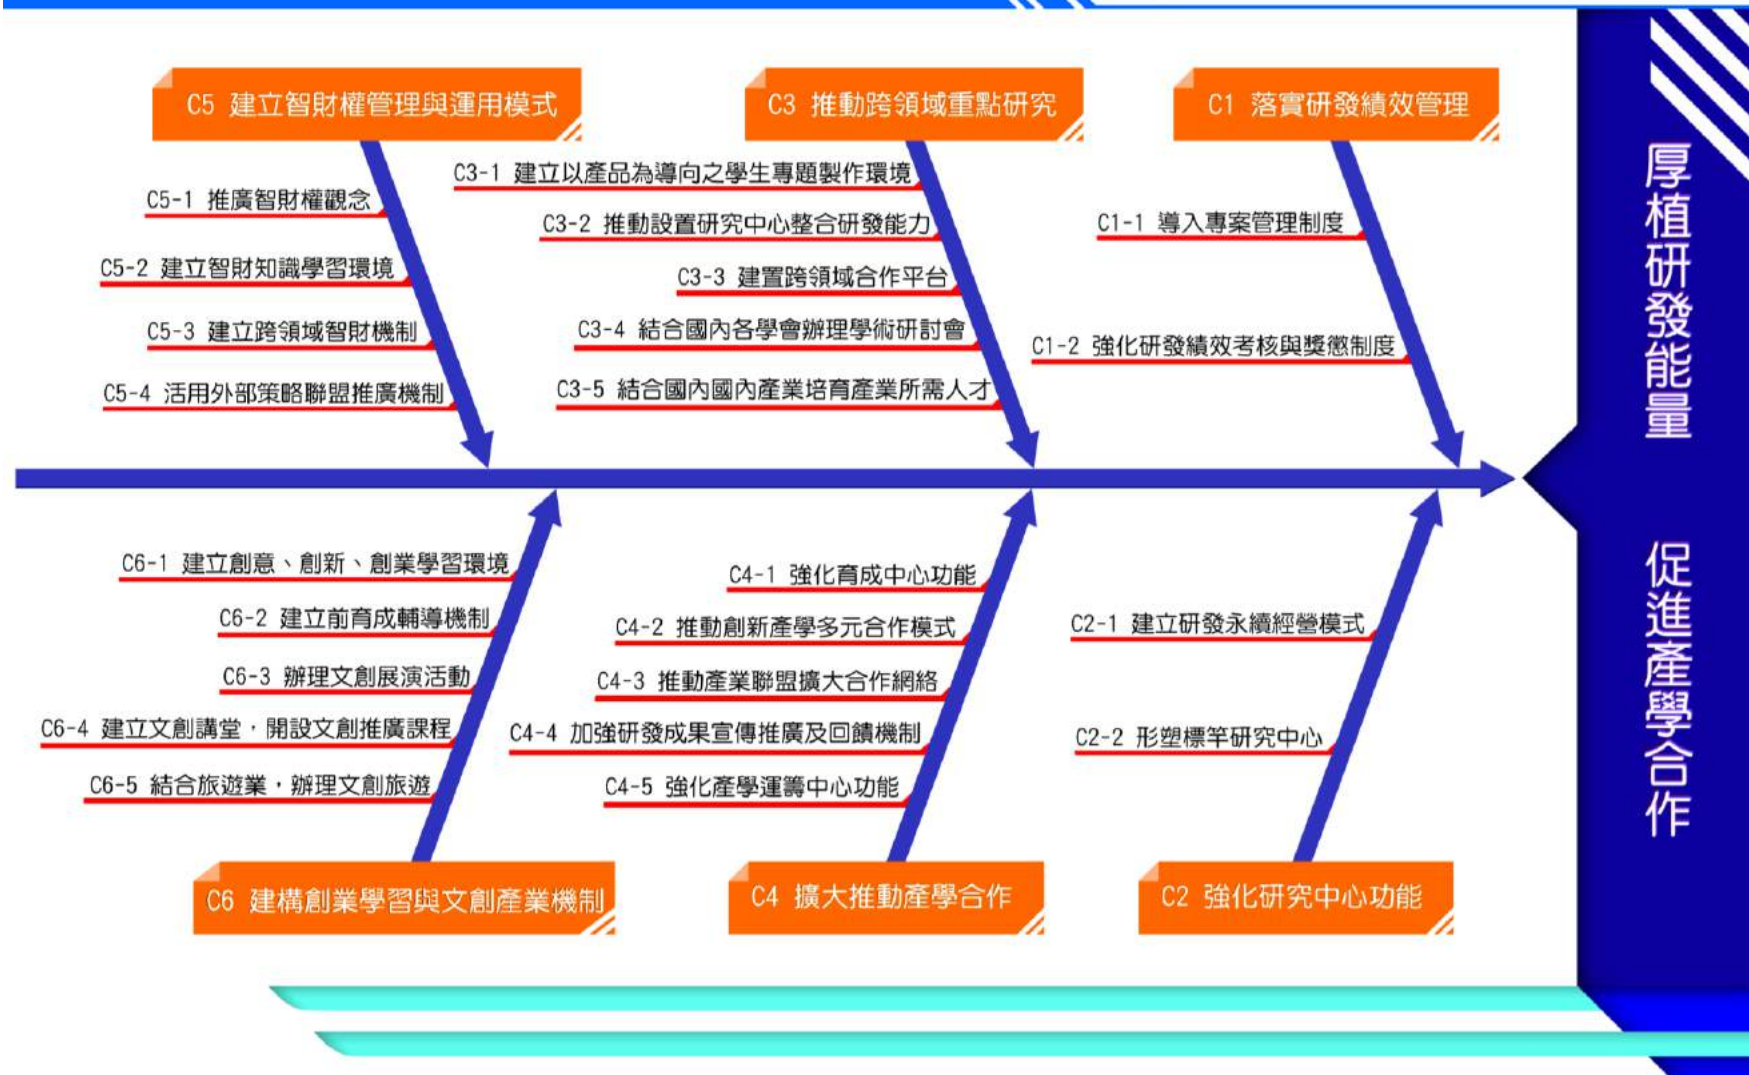 C5 建立智財權管理與運用模式
C3 推動跨領域重點研究
C1 落實研發績效管理
C5-1 推廣智財權觀念
C5-2 建立智財知識學習環境
C5-3 建立跨領域智財機制
C5-4 活用外部策略聯盟推廣機制
C3-1 建立以產品為導向之學生專題製作環境
C3-2 推動設置研究中心整合研發能力
C3-3 建置跨領域合作平台
C3-4 結合國內各學會辦理學術研討會
C3-5 結合國內國內產業培育產業所需人才
C1-1 導入專案管理制度
C1-2 強化研發績效考核與獎懲制度
厚植研發能量
促進產學合作
C6-1 建立創意、創新、創業學習環境
C6-2 建立前育成輔導機制
C6-3 辦理文創展演活動
C6-4 建立文創講堂，開設文創推廣課程
C6-5 結合旅遊業，辦理文創旅遊
C4-1 強化育成中心功能
C4-2 推動創新產學多元合作模式
C4-3 推動產業聯盟擴大合作網絡
C4-4 加強研發成果宣傳推廣及回饋機制
C4-5 強化產學運籌中心功能
C2-1 建立研發永續經營模式
C2-2 形塑標竿研究中心
C6 建構創業學習與文創產業機制
C4 擴大推動產學合作
C2 強化研究中心功能